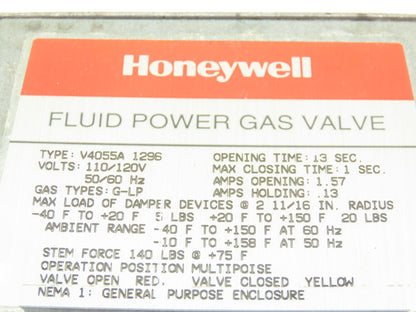 Honeywell
FLUID POWER GAS VALVE
TYPE: V4055A 1296 OPENING TIME: 13 SEC.
VOLTS: 110/120V MAX CLOSING TIME: 1 SEC.
50/60 Hz AMPS OPENING: 1.57
GAS TYPES: G-LP AMPS HOLDING: .13
MAX LOAD OF DAMPER DEVICES @ 2 11/16 IN. RADIUS
-40 F TO +20 F 5 LBS +20 F TO +150 F 20 LBS
AMBIENT RANGE -40 F TO +150 F AT 60 Hz
-10 F TO +158 F AT 50 Hz
STEM FORCE 140 LBS @ +75 F
OPERATION POSITION MULTIPOISE
VALVE OPEN RED. VALVE CLOSED YELLOW
NEMA 1: GENERAL PURPOSE ENCLOSURE